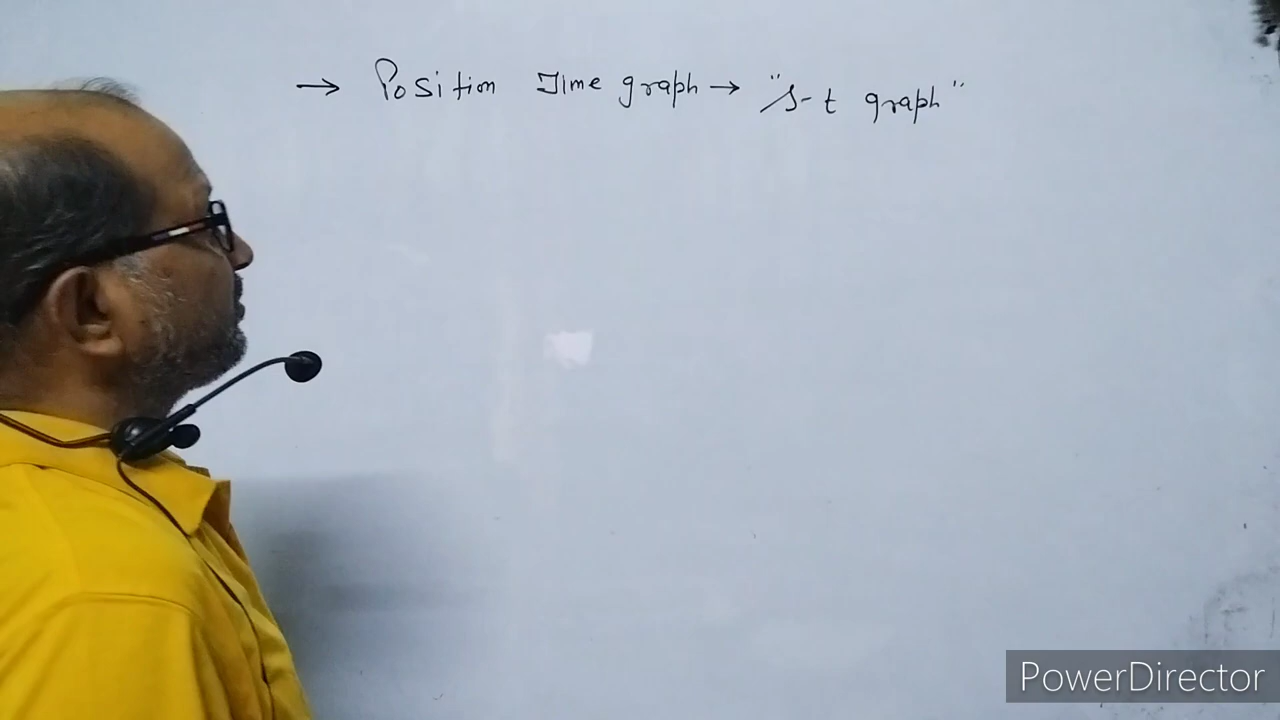 → Position Time graph → "s-t graph"
PowerDirector